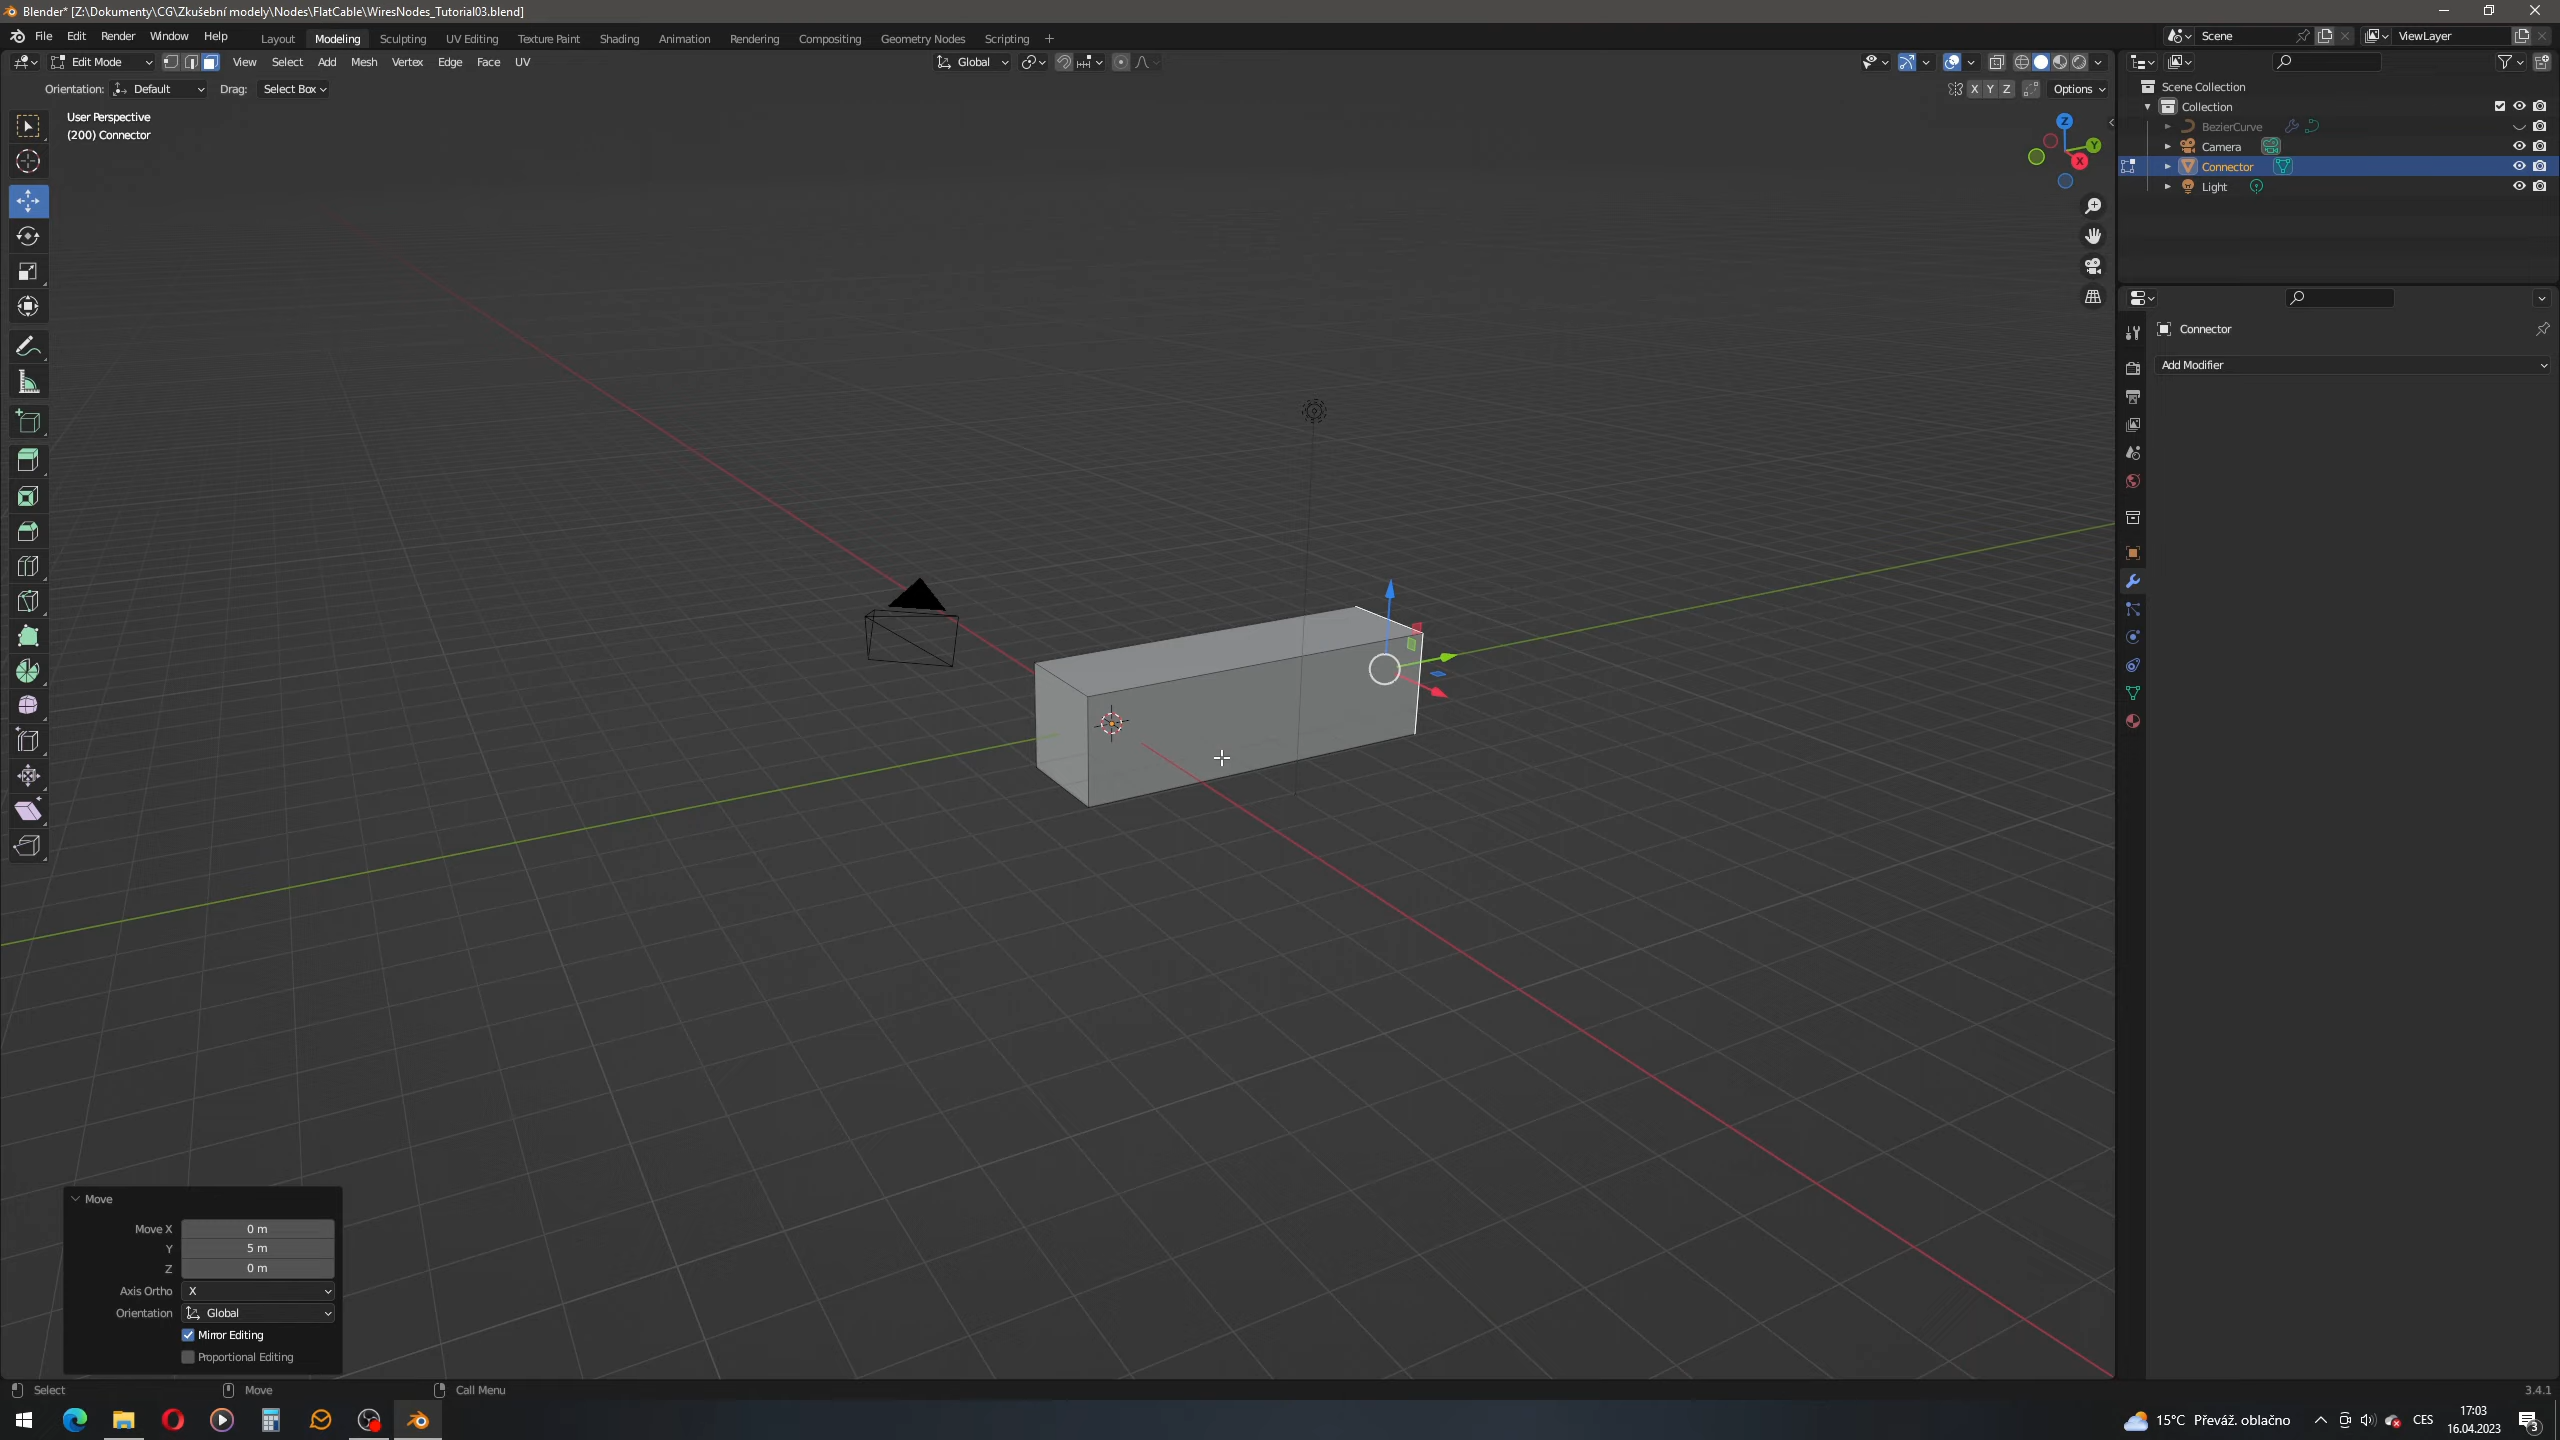 Blender* [Z:\Dokumenty\CG\Zkušební modely\Nodes\FlatCable\WiresNodes_Tutorial03.blend]
File Edit Render Window Help Layout Modeling Sculpting UV Editing Texture Paint Shading Animation Rendering Compositing Geometry Nodes Scripting + Scene ViewLayer
Edit Mode View Select Add Mesh Vertex Edge Face UV Global
Orientation: Default Drag: Select Box X Y Z Options
User Perspective
(200) Connector
Z
Y
X
Scene Collection
Collection
BezierCurve
Camera
Connector
Light
Connector
Add Modifier
Move
Move X 0 m
Y 5 m
Z 0 m
Axis Ortho X
Orientation Global
Mirror Editing
Proportional Editing
Select Move Call Menu 3.4.1
15°C Převáž. oblačno CES 17:03
16.04.2023
3